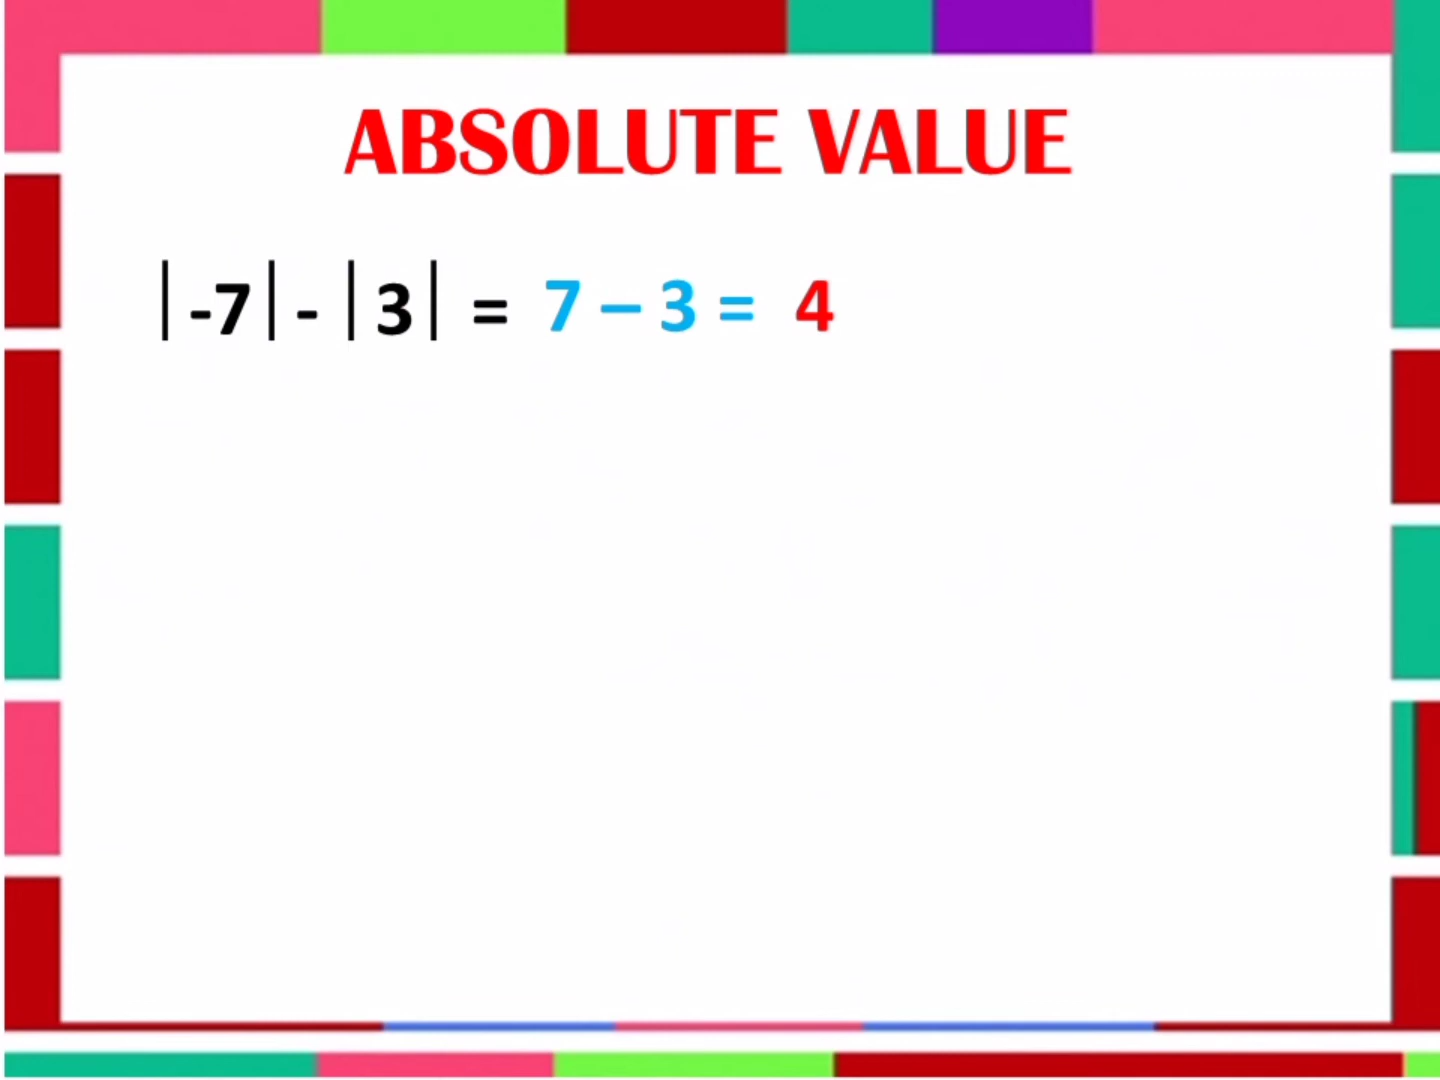 ABSOLUTE VALUE
|-7| - |3| = 7 – 3 = 4